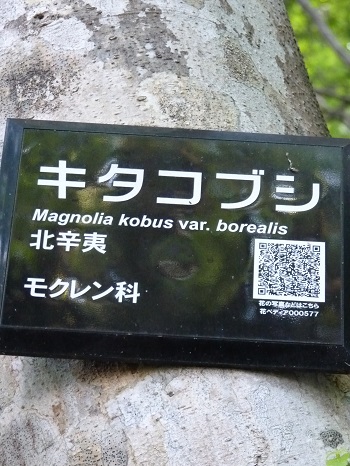 キタコブシ
Magnolia kobus var. borealis
北辛夷
モクレン科
花の写真などはこちら
花ペディア000577